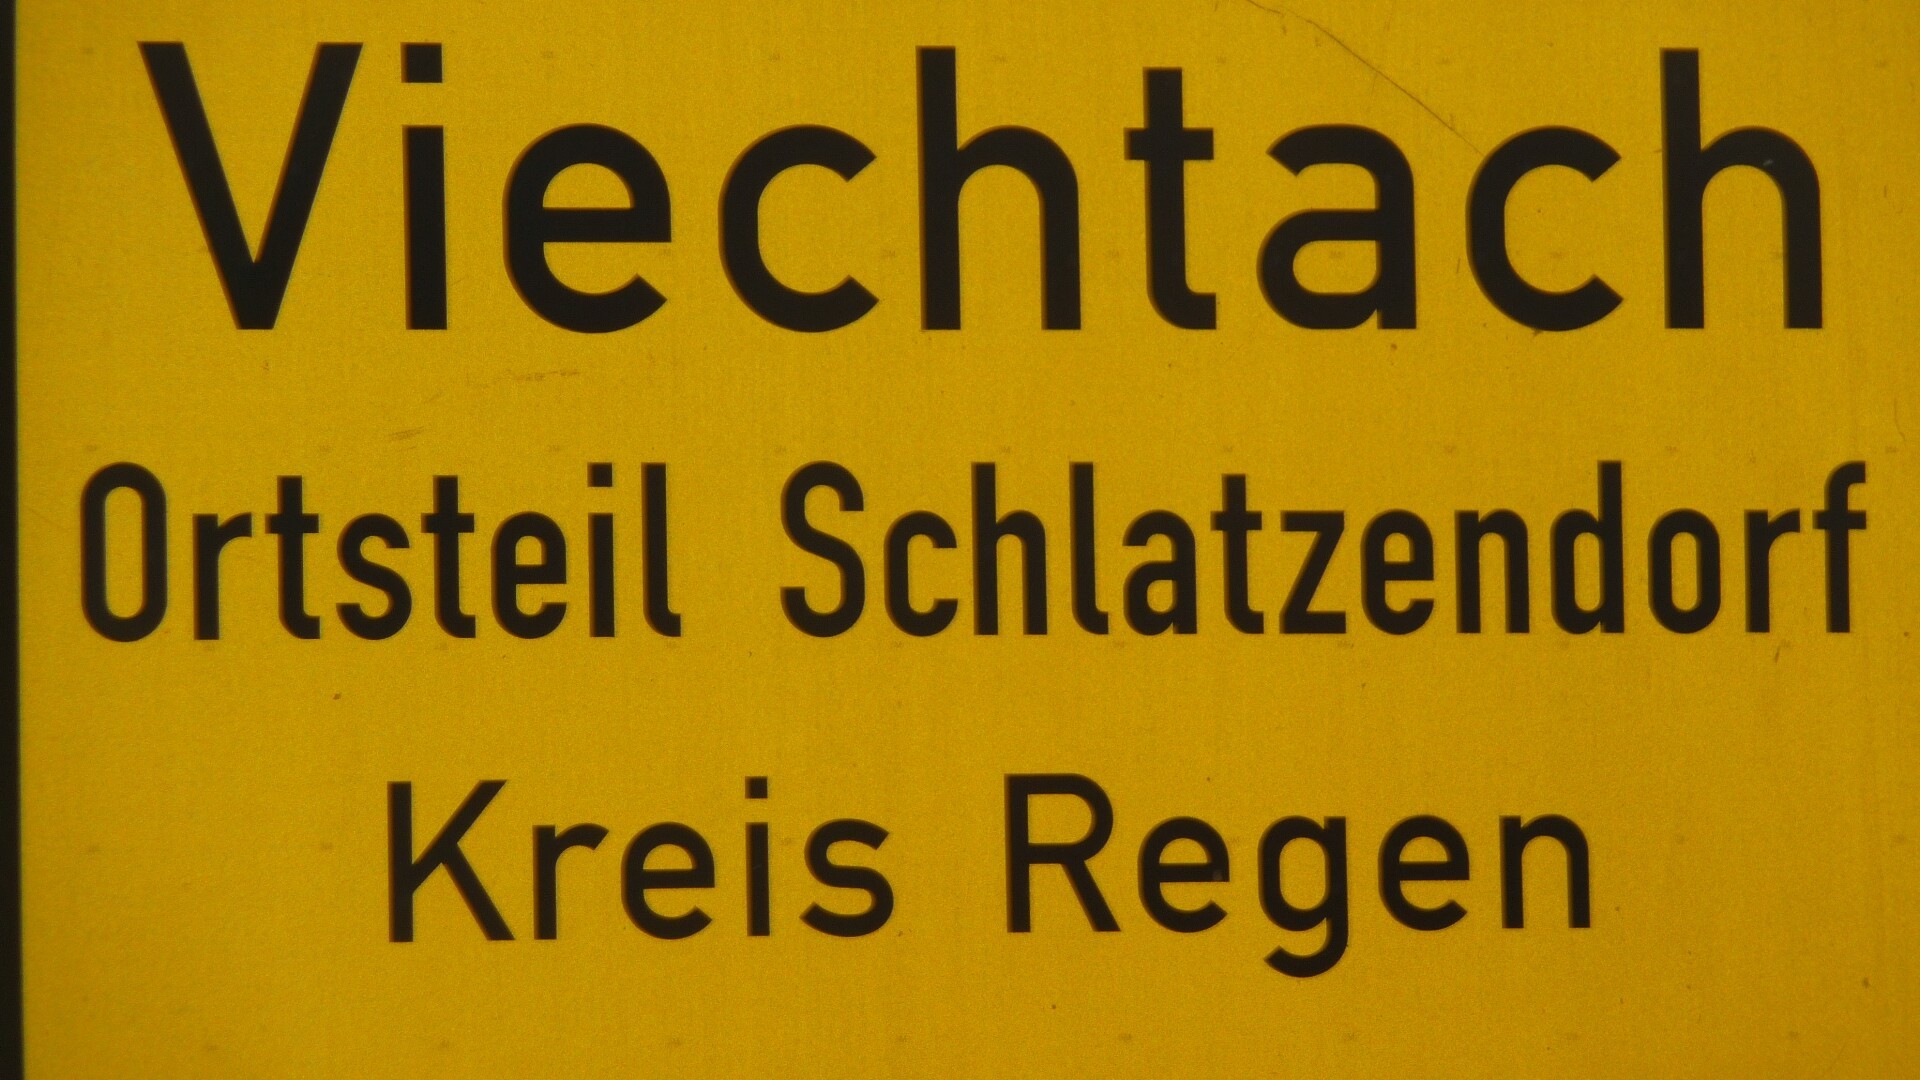 Viechtach
Ortsteil Schlatzendorf
Kreis Regen